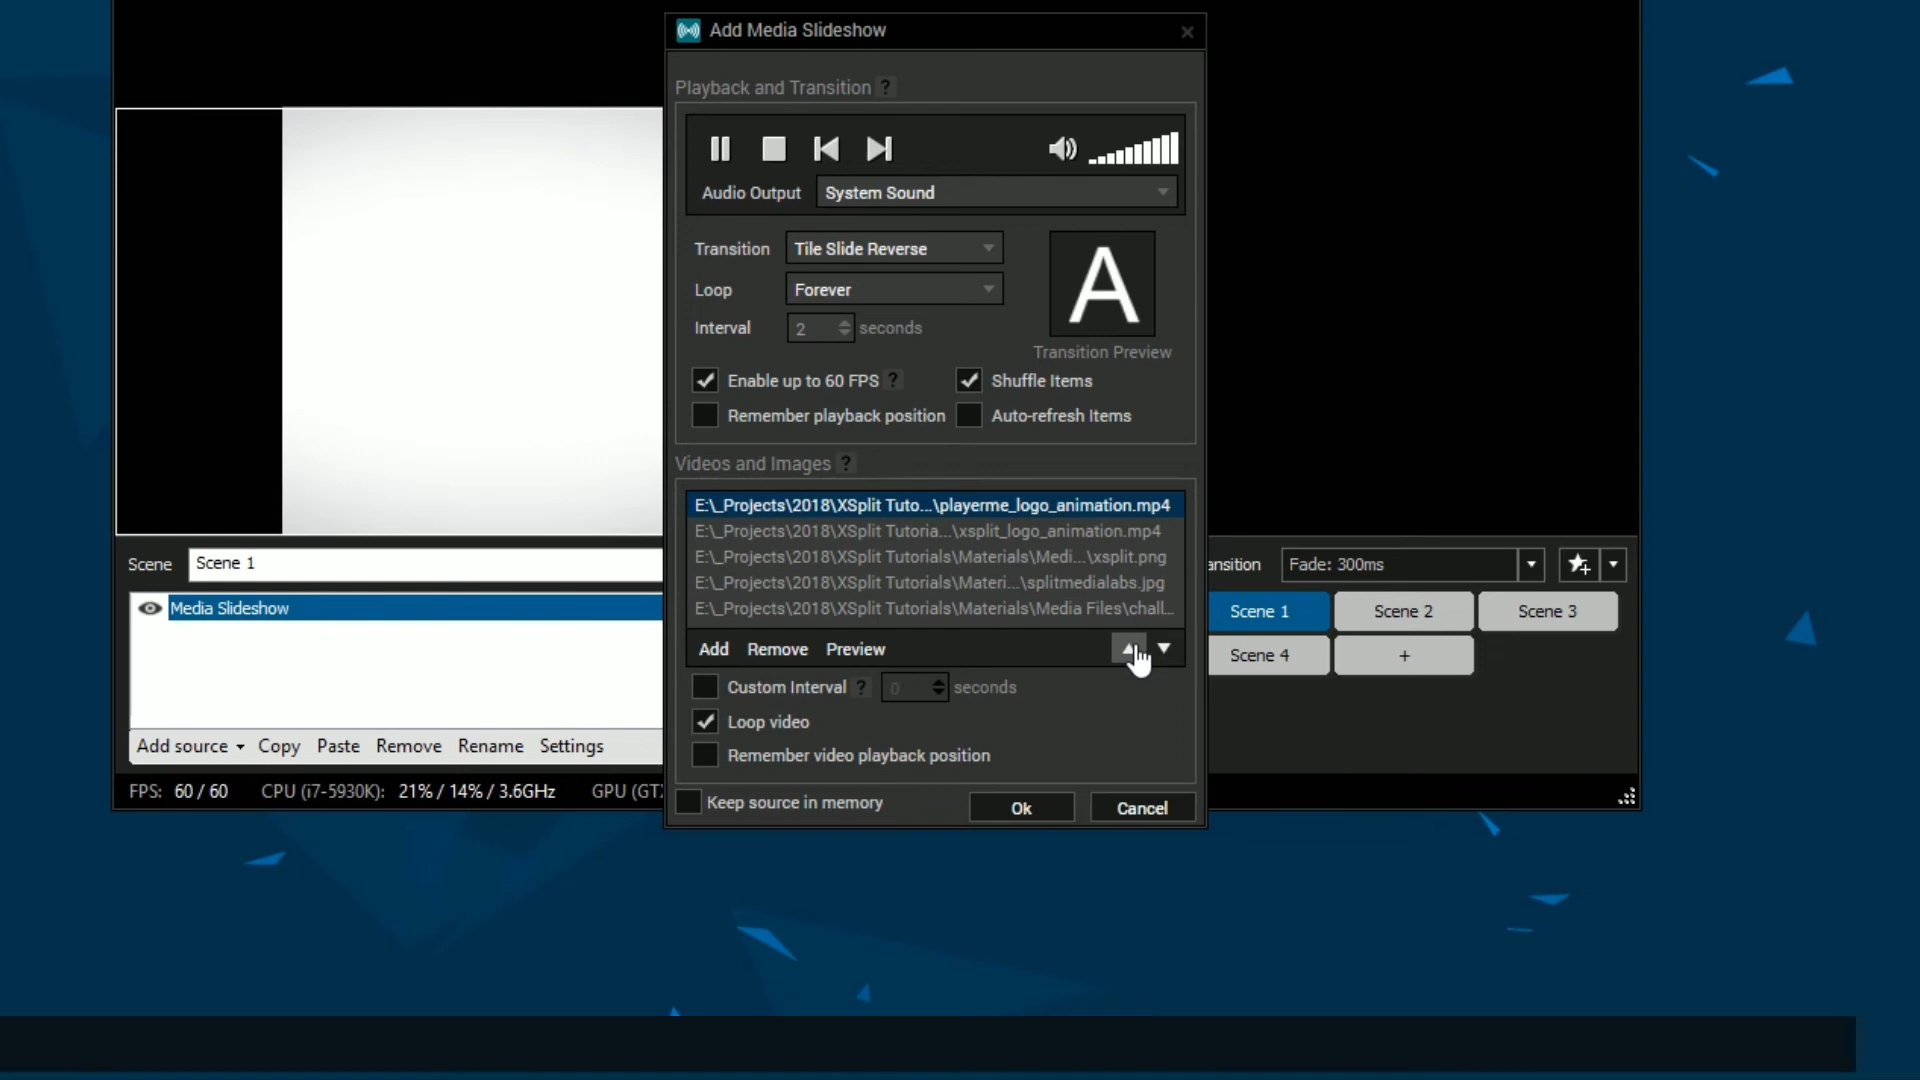 Add Media Slideshow
Playback and Transition ?
Audio Output System Sound
Transition Tile Slide Reverse
A
Loop Forever
Interval 2 seconds
Transition Preview
Enable up to 60 FPS ? Shuffle Items
Remember playback position Auto-refresh Items
Videos and Images ?
E:\_Projects\2018\XSplit Tuto...\playerme_logo_animation.mp4
E:\_Projects\2018\XSplit Tutoria...\xsplit_logo_animation.mp4
E:\_Projects\2018\XSplit Tutorials\Materials\Medi...\xsplit.png
E:\_Projects\2018\XSplit Tutorials\Materi...\splitmedialabs.jpg
E:\_Projects\2018\XSplit Tutorials\Materials\Media Files\chall...
Add Remove Preview
Custom Interval ? 0 seconds
Loop video
Remember video playback position
Keep source in memory Ok Cancel
Scene Scene 1
Media Slideshow
Add source Copy Paste Remove Rename Settings
FPS: 60 / 60 CPU (i7-5930K): 21% / 14% / 3.6GHz GPU (GT
ansition Fade: 300ms
Scene 1 Scene 2 Scene 3
Scene 4 +